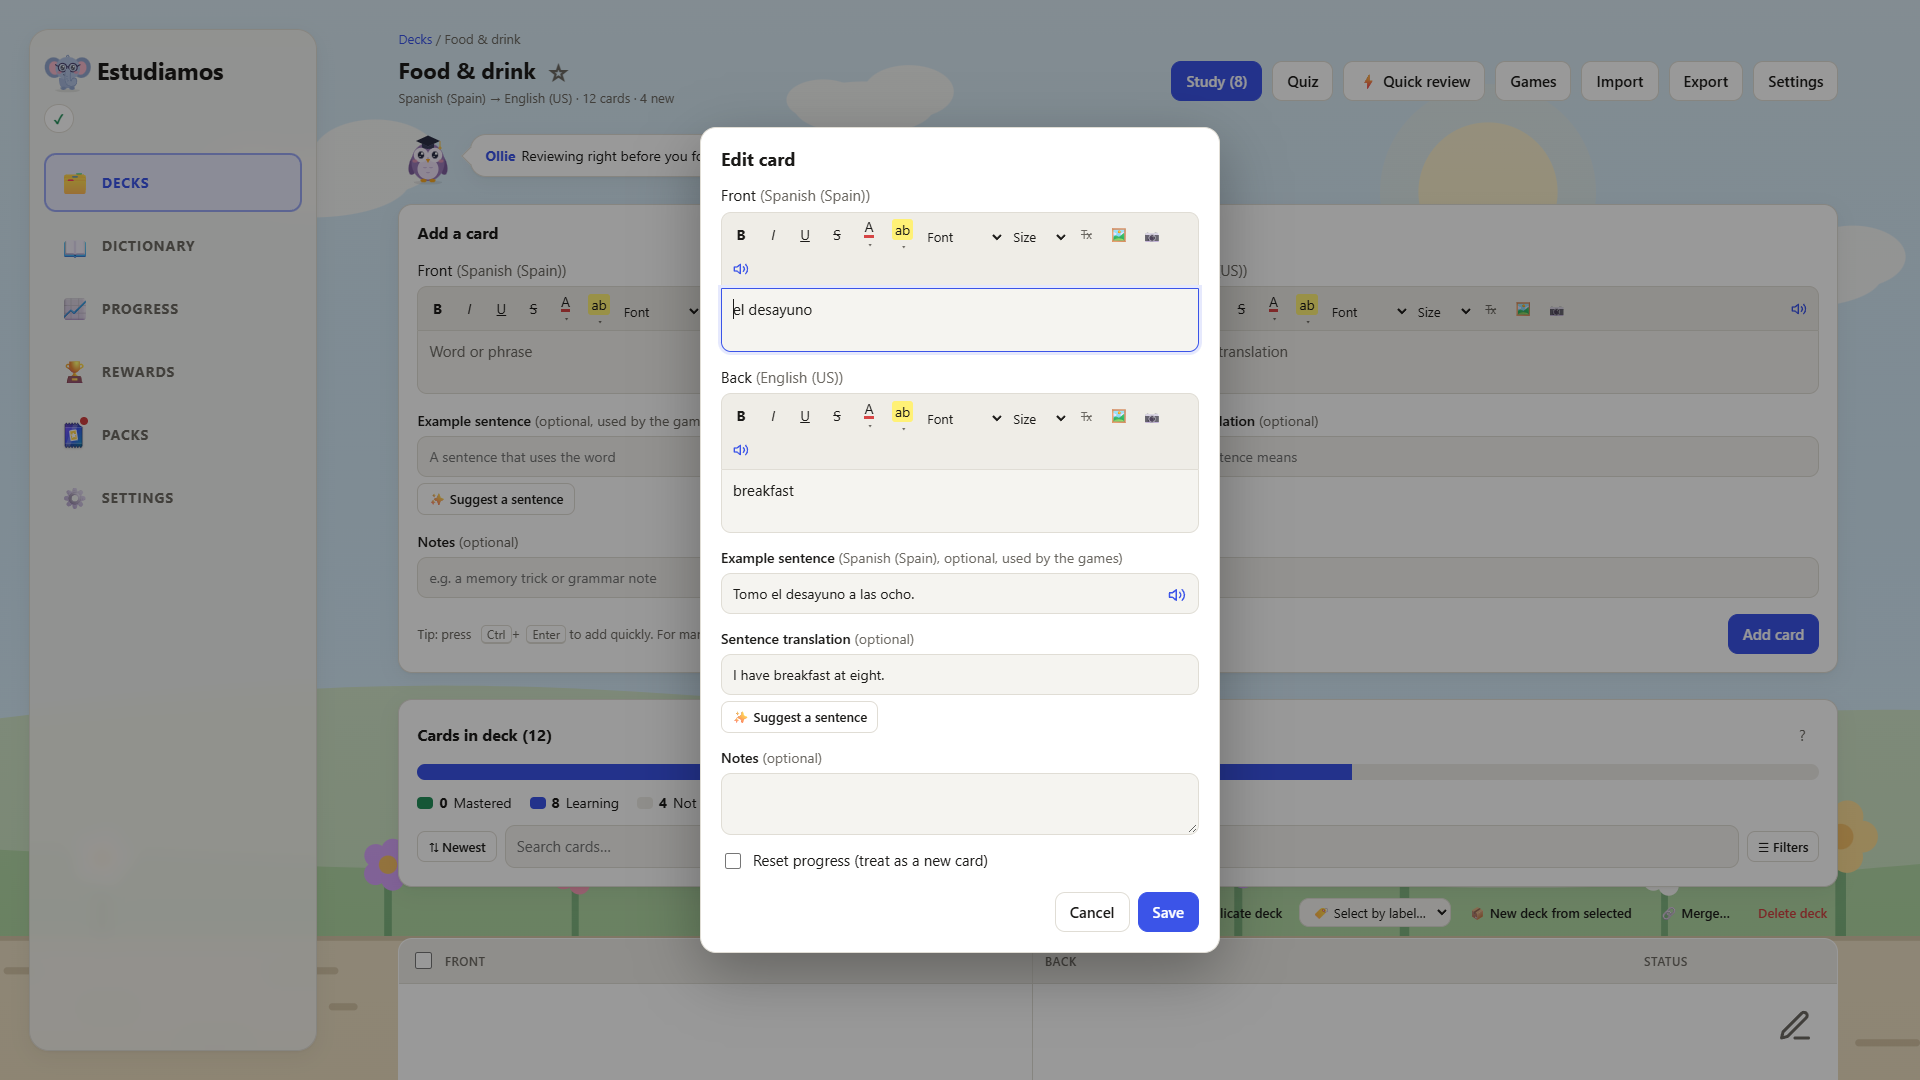 Estudiamos
DECKS
DICTIONARY
PROGRESS
REWARDS
PACKS
SETTINGS
Decks / Food & drink
Food & drink
Spanish (Spain) → English (US) · 12 cards · 4 new
Study (8)
Quiz
Quick review
Games
Import
Export
Settings
Ollie Reviewing right before you
Add a card
Front (Spanish (Spain))
B I U S A ab Font
Word or phrase
Example sentence (optional, used by the
A sentence that uses the word
Suggest a sentence
Notes (optional)
e.g. a memory trick or grammar note
Tip: press Ctrl + Enter to add quickly. For
US))
S A ab Font Size Tx
translation
(optional)
means
Add card
Edit card
Front (Spanish (Spain))
B I U S A ab Font Size Tx
el desayuno
Back (English (US))
B I U S A ab Font Size Tx
breakfast
Example sentence (Spanish (Spain), optional, used by the games)
Tomo el desayuno a las ocho.
Sentence translation (optional)
I have breakfast at eight.
Suggest a sentence
Notes (optional)
Reset progress (treat as a new card)
Cancel
Save
Cards in deck (12)
?
0 Mastered
8 Learning
4 Not
Newest
Search cards...
Filters
deck
Select by label...
New deck from selected
Merge...
Delete deck
FRONT
BACK
STATUS